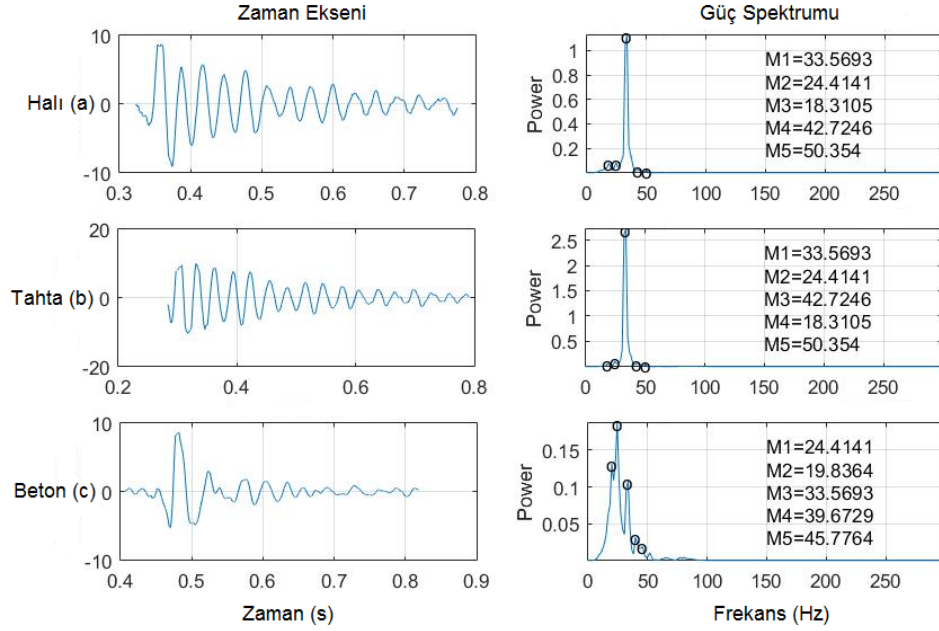 Zaman Ekseni
Güç Spektrumu
Halı (a)
10
0
-10
0.3 0.4 0.5 0.6 0.7 0.8
Power
1
0.8
0.6
0.4
0.2
0 50 100 150 200 250
M1=33.5693
M2=24.4141
M3=18.3105
M4=42.7246
M5=50.354
Tahta (b)
20
0
-20
0.2 0.4 0.6 0.8
Power
2.5
2
1.5
1
0.5
0 50 100 150 200 250
M1=33.5693
M2=24.4141
M3=42.7246
M4=18.3105
M5=50.354
Beton (c)
10
0
-10
0.4 0.5 0.6 0.7 0.8 0.9
Zaman (s)
Power
0.15
0.1
0.05
0 50 100 150 200 250
M1=24.4141
M2=19.8364
M3=33.5693
M4=39.6729
M5=45.7764
Frekans (Hz)